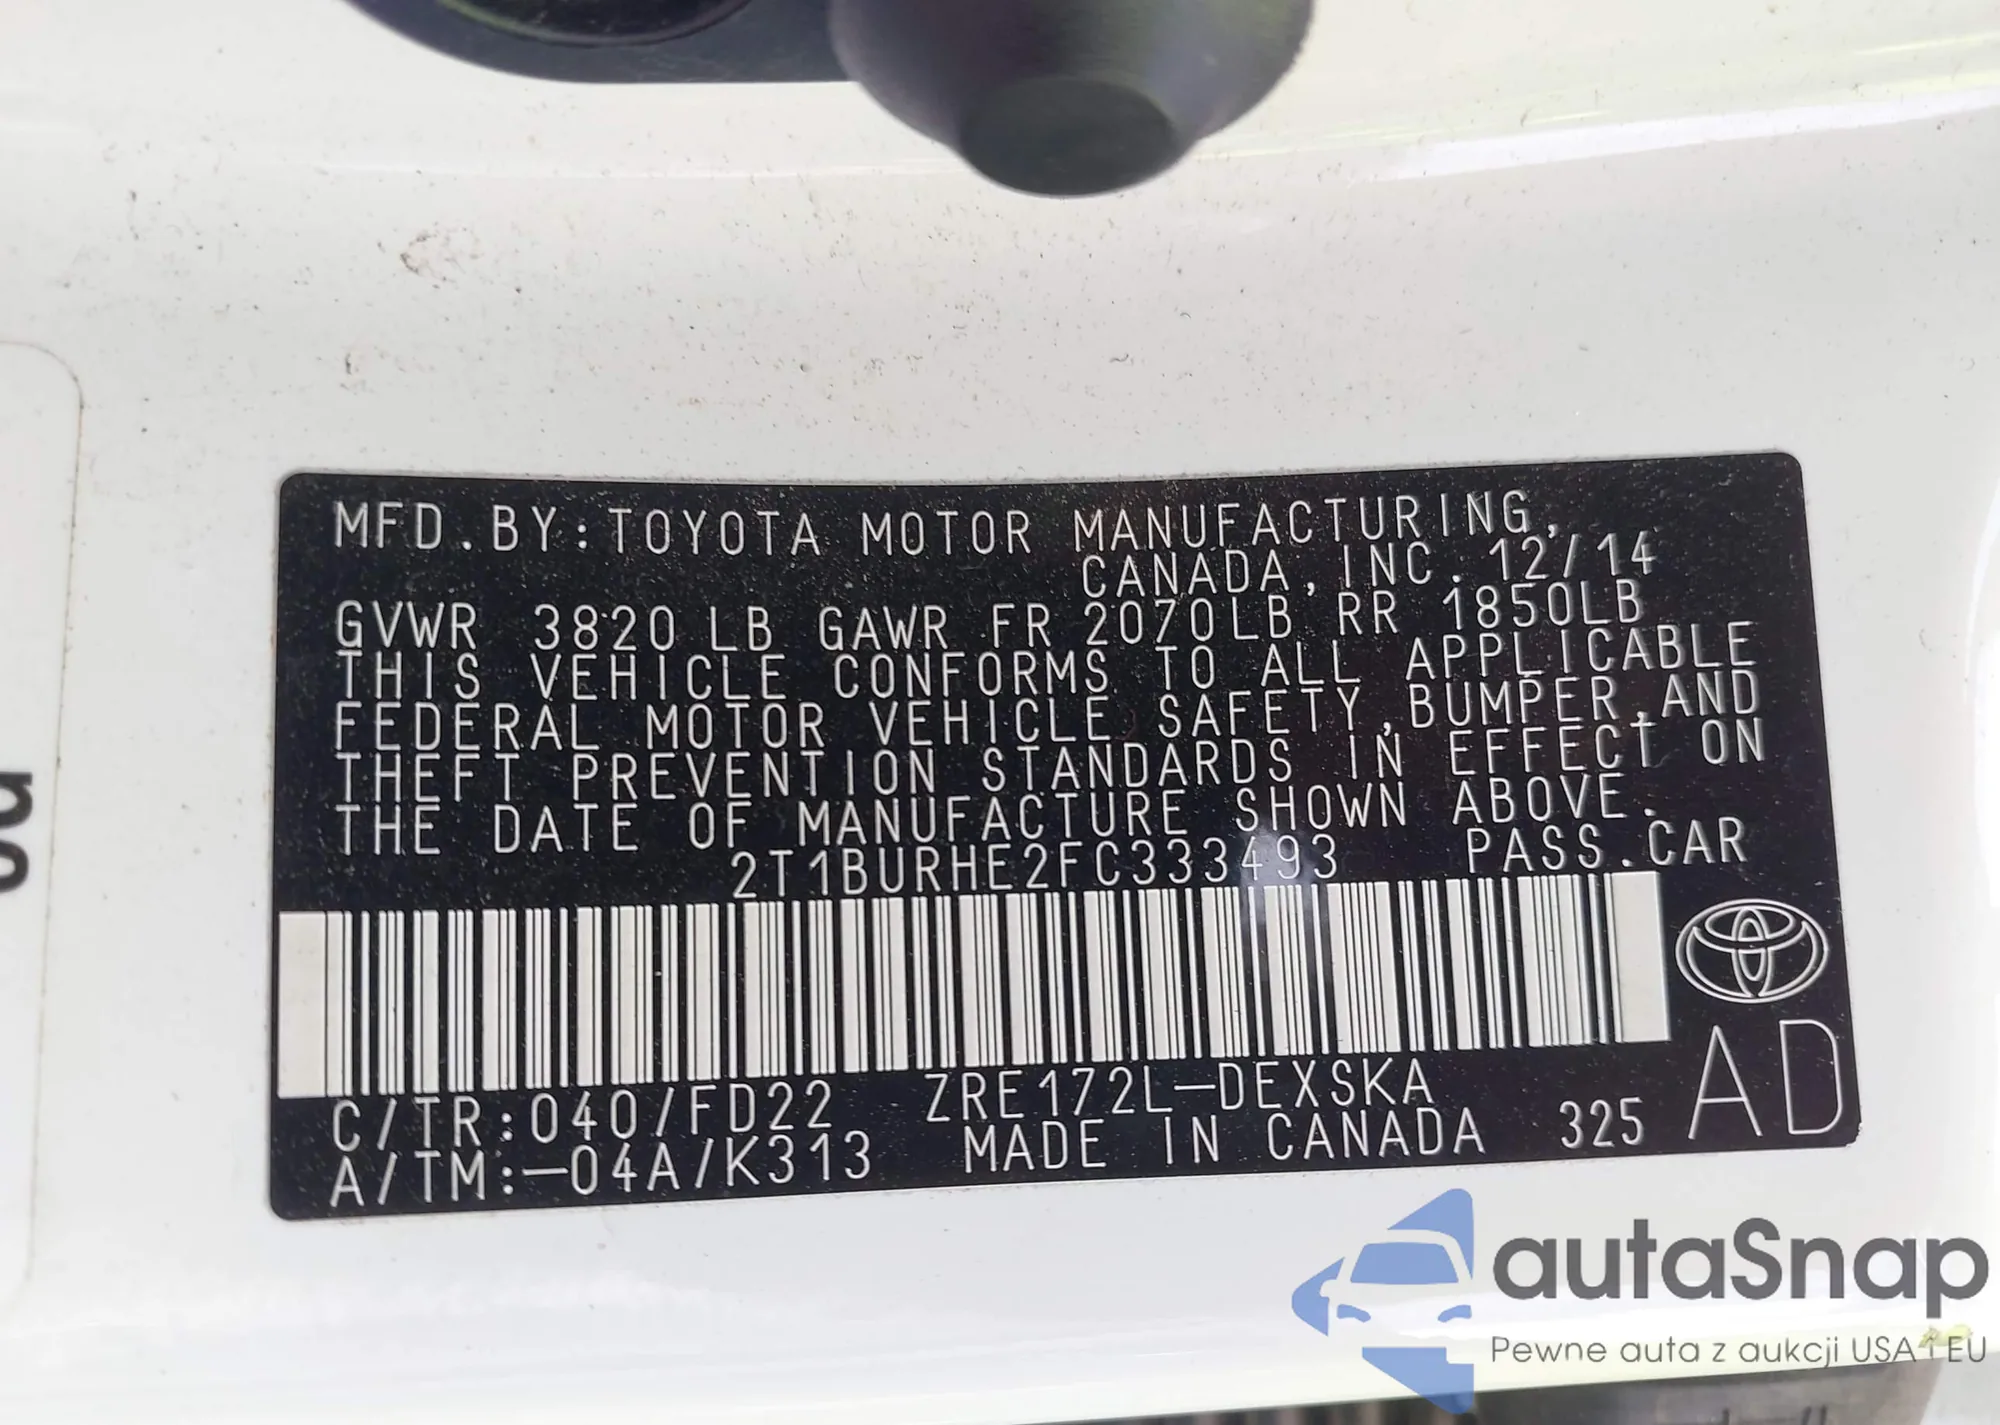 MFD.BY:TOYOTA MOTOR MANUFACTURING,
CANADA,INC. 12/14
GVWR 3820LB GAWR FR 2070LB RR 1850LB
THIS VEHICLE CONFORMS TO ALL APPLICABLE
FEDERAL MOTOR VEHICLE SAFETY,BUMPER,AND
THEFT PREVENTION STANDARDS IN EFFECT ON
THE DATE OF MANUFACTURE SHOWN ABOVE.
2T1BURHE2FC333493 PASS.CAR
C/TR:040/FD22 ZRE172L-DEXSKA
A/TM:-04A/K313 MADE IN CANADA 325 AD
autaSnap
Pewne auta z aukcji USA i EU